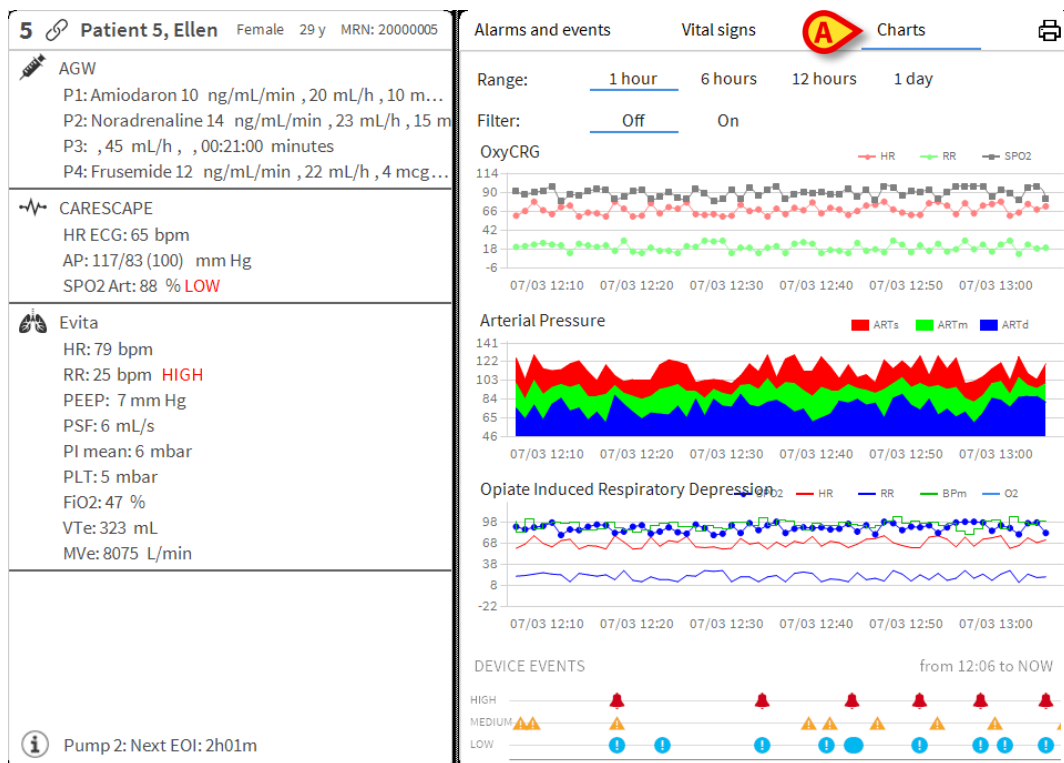 5 Patient 5, Ellen Female 29 y MRN: 20000005
AGW
P1: Amiodaron 10 ng/mL/min , 20 mL/h , 10 m...
P2: Noradrenaline 14 ng/mL/min , 23 mL/h , 15 m
P3: , 45 mL/h , , 00:21:00 minutes
P4: Frusemide 12 ng/mL/min , 22 mL/h , 4 mcg...
CARESCAPE
HR ECG: 65 bpm
AP: 117/83 (100) mm Hg
SPO2 Art: 88 % LOW
Evita
HR: 79 bpm
RR: 25 bpm HIGH
PEEP: 7 mm Hg
PSF: 6 mL/s
PI mean: 6 mbar
PLT: 5 mbar
FiO2: 47 %
VTe: 323 mL
MVe: 8075 L/min
Pump 2: Next EOI: 2h01m
Alarms and events Vital signs A Charts
Range: 1 hour 6 hours 12 hours 1 day
Filter: Off On
OxyCRG
HR RR SPO2
114
90
66
42
18
-6
07/03 12:10 07/03 12:20 07/03 12:30 07/03 12:40 07/03 12:50 07/03 13:00
Arterial Pressure
ARTs ARTm ARTd
141
122
103
84
65
46
07/03 12:10 07/03 12:20 07/03 12:30 07/03 12:40 07/03 12:50 07/03 13:00
Opiate Induced Respiratory Depression
SPO2 HR RR BPm O2
98
68
38
8
-22
07/03 12:10 07/03 12:20 07/03 12:30 07/03 12:40 07/03 12:50 07/03 13:00
DEVICE EVENTS from 12:06 to NOW
HIGH
MEDIUM
LOW